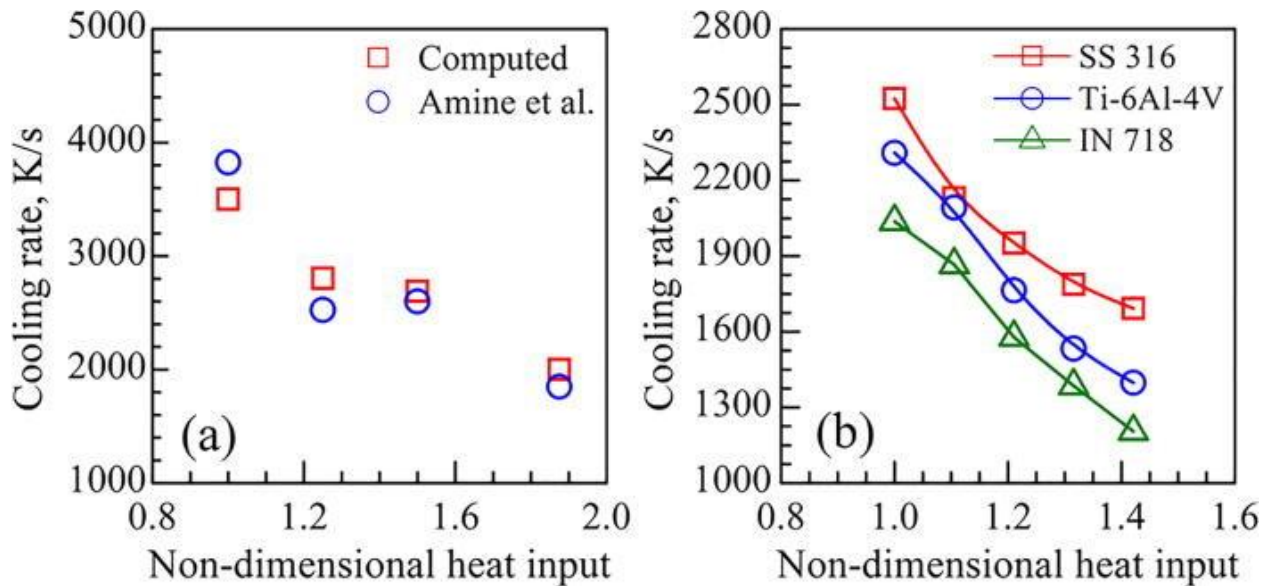 5000
4000
3000
2000
1000
Cooling rate, K/s
Computed
Amine et al.
(a)
0.8
1.2
1.6
2.0
Non-dimensional heat input
2800
2500
2200
1900
1600
1300
1000
Cooling rate, K/s
SS 316
Ti-6Al-4V
IN 718
(b)
0.8
1.0
1.2
1.4
1.6
Non-dimensional heat input